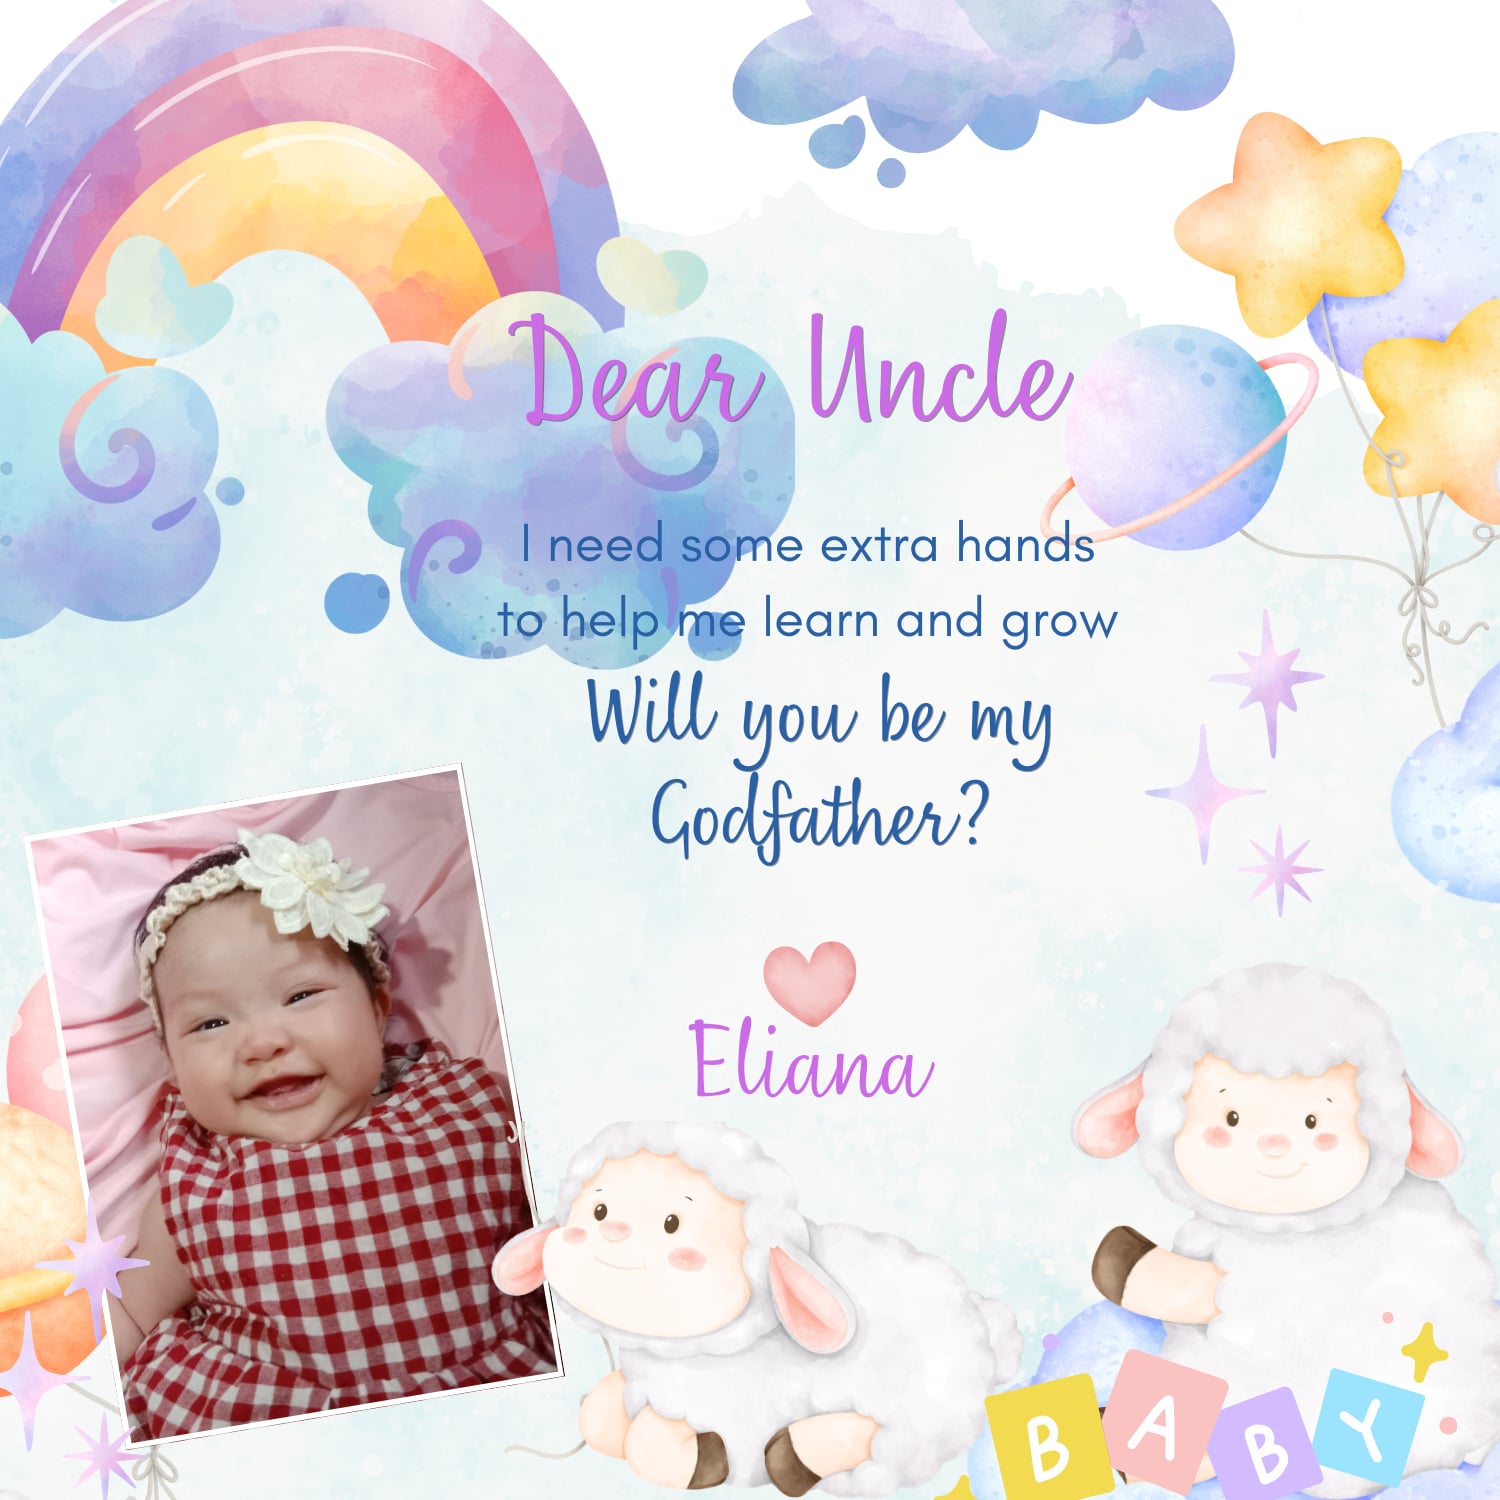 Dear Uncle
I need some extra hands
to help me learn and grow
Will you be my
Godfather?
Eliana
BABY